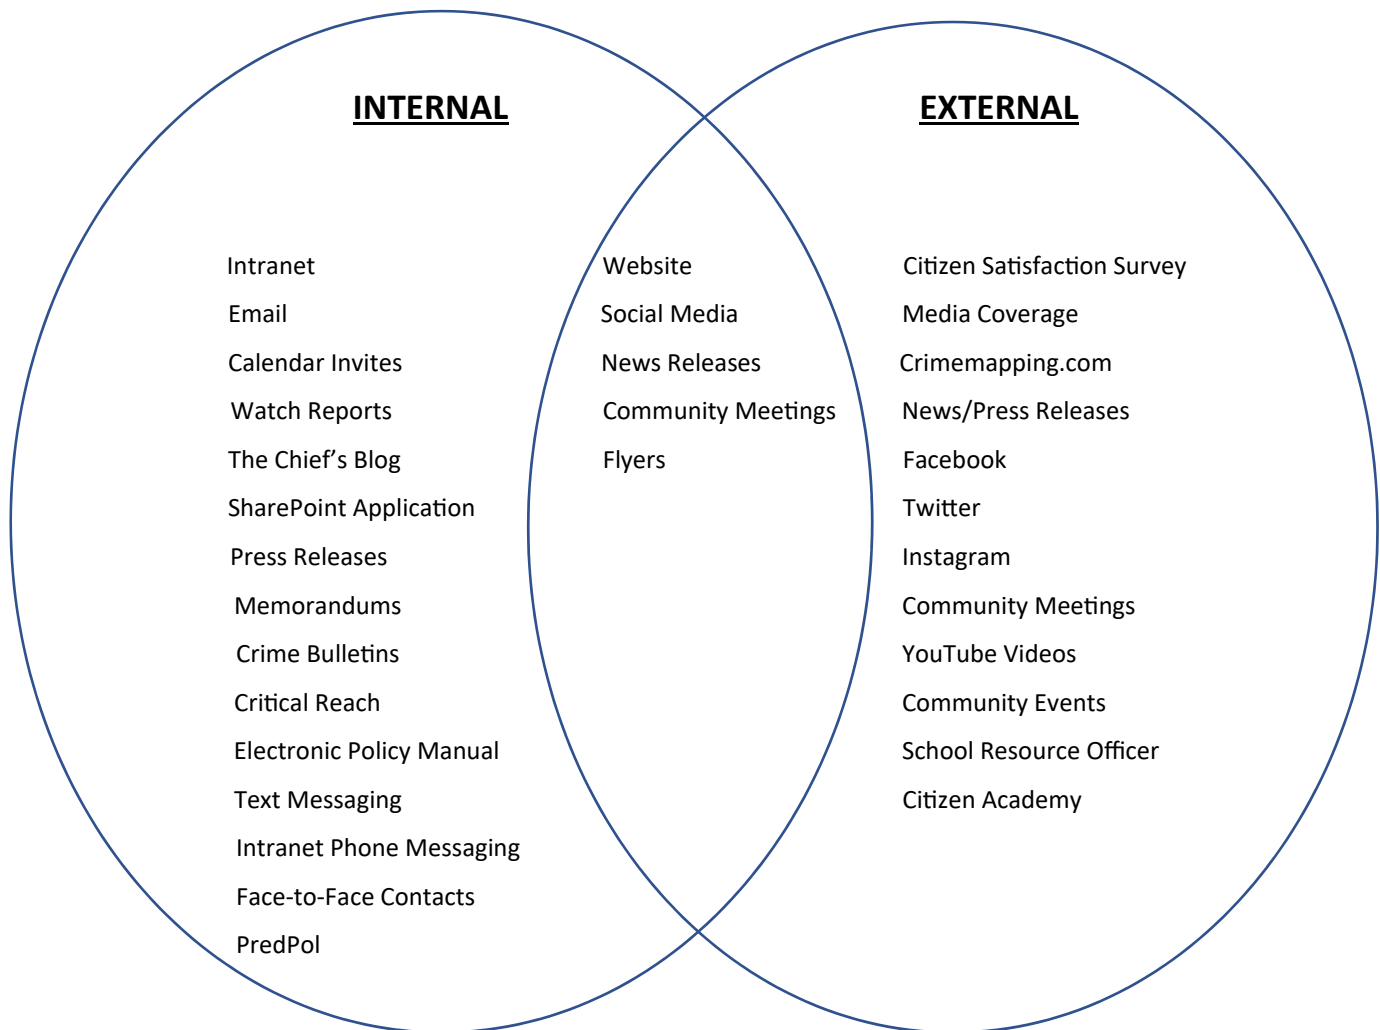 INTERNAL
Intranet
Email
Calendar Invites
Watch Reports
The Chief’s Blog
SharePoint Application
Press Releases
Memorandums
Crime Bulletins
Critical Reach
Electronic Policy Manual
Text Messaging
Intranet Phone Messaging
Face-to-Face Contacts
PredPol
Website
Social Media
News Releases
Community Meetings
Flyers
EXTERNAL
Citizen Satisfaction Survey
Media Coverage
Crimemapping.com
News/Press Releases
Facebook
Twitter
Instagram
Community Meetings
YouTube Videos
Community Events
School Resource Officer
Citizen Academy